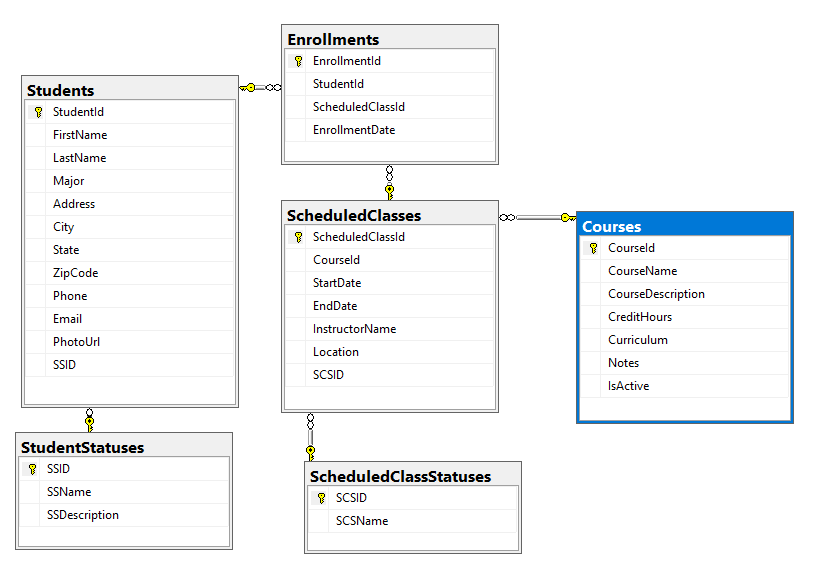 Enrollments
EnrollmentId
StudentId
ScheduledClassId
EnrollmentDate
Students
StudentId
FirstName
LastName
Major
Address
City
State
ZipCode
Phone
Email
PhotoUrl
SSID
ScheduledClasses
ScheduledClassId
CourseId
StartDate
EndDate
InstructorName
Location
SCSID
Courses
CourseId
CourseName
CourseDescription
CreditHours
Curriculum
Notes
IsActive
StudentStatuses
SSID
SSName
SSDescription
ScheduledClassStatuses
SCSID
SCSName